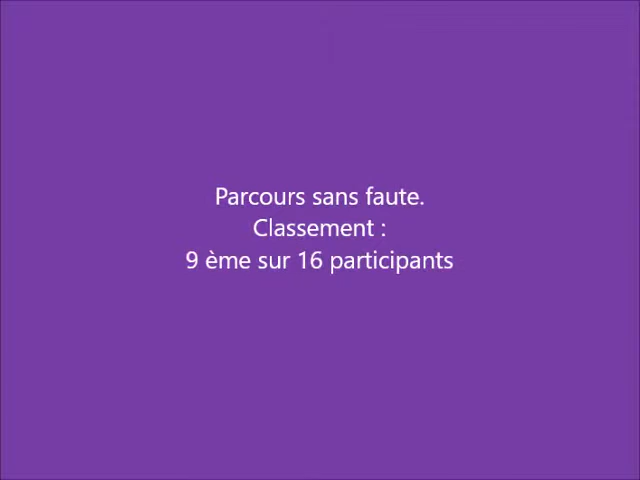 Parcours sans faute.
Classement :
9 ème sur 16 participants